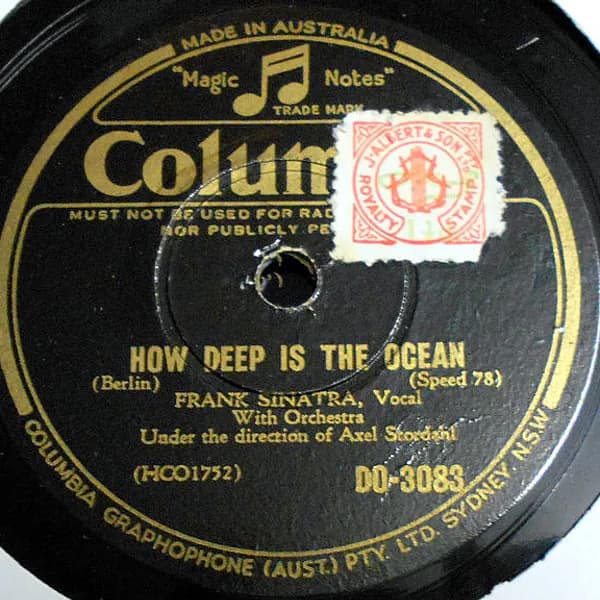 MADE IN AUSTRALIA
"Magic Notes"
TRADE MARK
Colum
MUST NOT BE USED FOR RAD
NOR PUBLICLY PE
J. ALBERT & SON
ROYALTY STAMP
HOW DEEP IS THE OCEAN
(Berlin) (Speed 78)
FRANK SINATRA, Vocal
With Orchestra
Under the direction of Axel Stordahl
(HCO1752) DO-3083
COLUMBIA GRAPHOPHONE (AUST.) PTY. LTD. SYDNEY N.S.W.